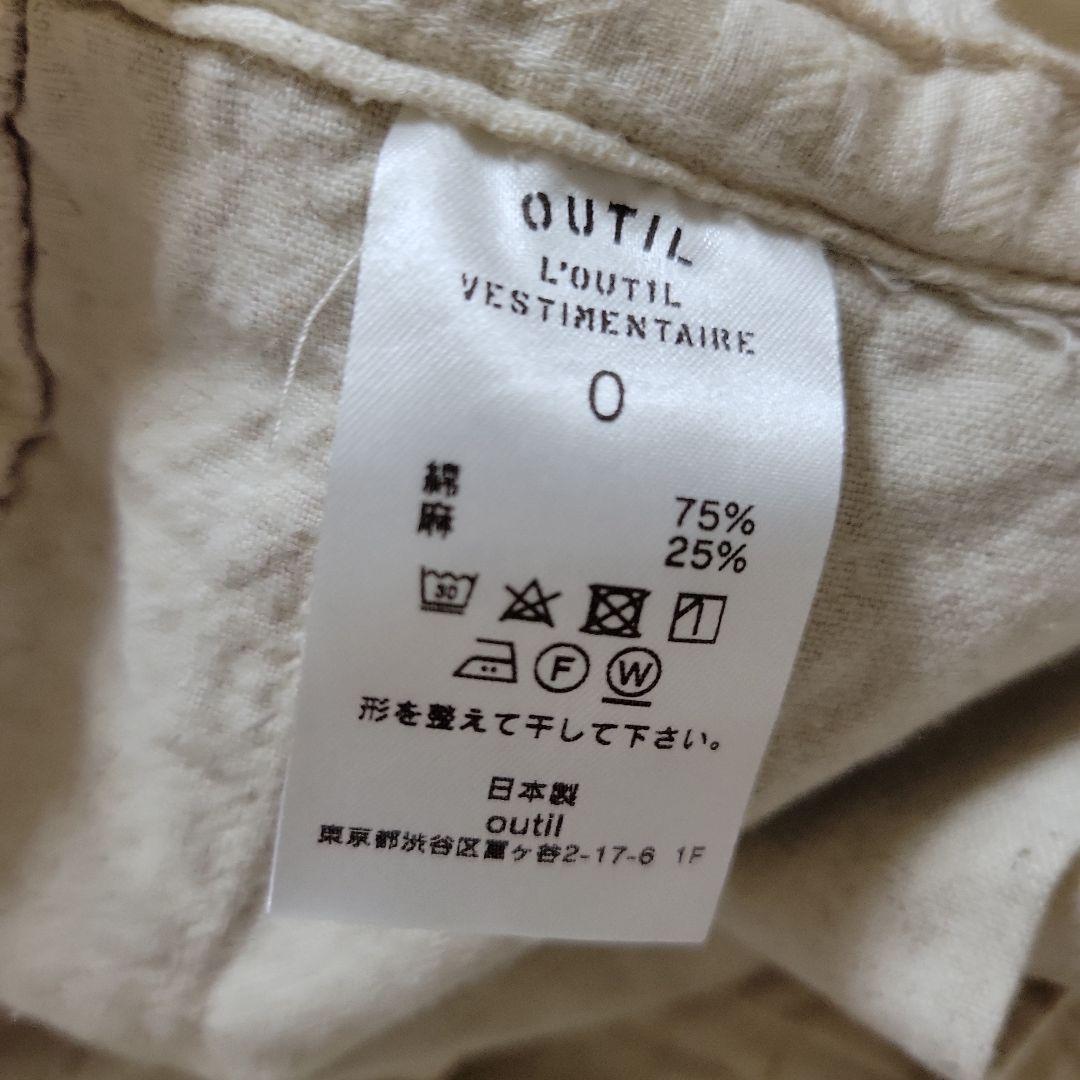 OUTIL
L'OUTIL
VESTIMENTAIRE
0
綿 75%
麻 25%
30
F W
形を整えて干して下さい。
日本製
outil
東京都渋谷区富ヶ谷2-17-6 1F